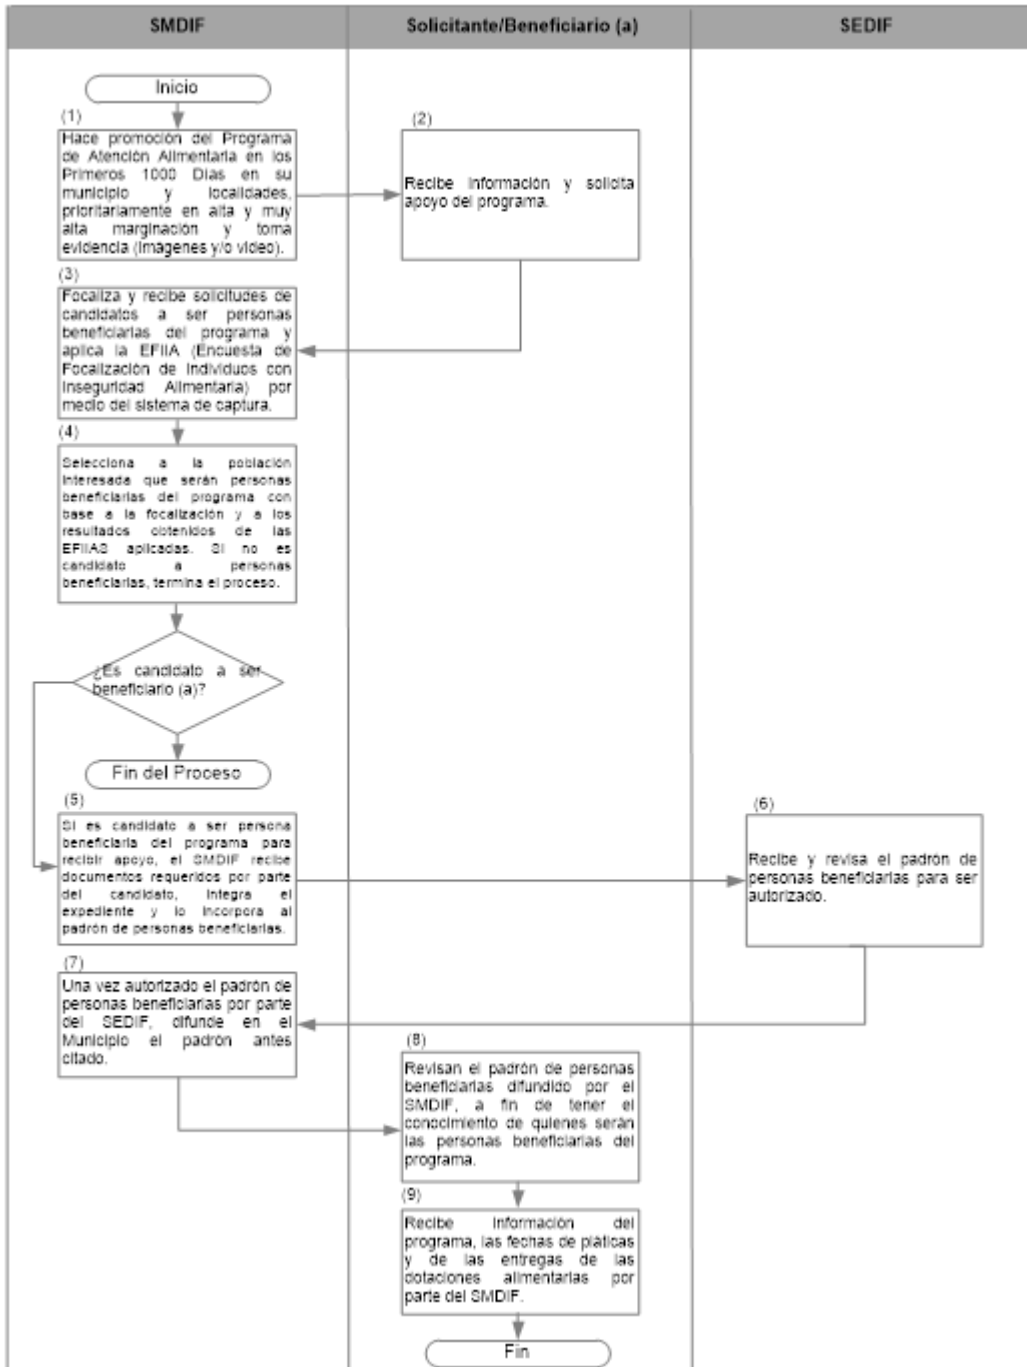 SMDIF
Solicitante/Beneficiario (a)
SEDIF
Inicio
(1)
Hace promoción del Programa
de Atención Alimentaria en los
Primeros 1000 Días en su
municipio y localidades,
prioritariamente en alta y muy
alta marginación y toma
evidencia (imágenes y/o video).
(2)
Recibe información y solicita
apoyo del programa.
(3)
Focaliza y recibe solicitudes de
candidatos a ser personas
beneficiarias del programa y
aplica la EFIIA (Encuesta de
Focalización de Individuos con
Inseguridad Alimentaria) por
medio del sistema de captura.
(4)
Selecciona a la población
interesada que serán personas
beneficiarias del programa con
base a la focalización y a los
resultados obtenidos de las
EFIIAS aplicadas. Si no es
candidato a personas
beneficiarias, termina el proceso.
¿Es candidato a ser
beneficiario (a)?
Fin del Proceso
(5)
Si es candidato a ser persona
beneficiaria del programa para
recibir apoyo, el SMDIF recibe
documentos requeridos por parte
del candidato, integra el
expediente y lo incorpora al
padrón de personas beneficiarias.
(6)
Recibe y revisa el padrón de
personas beneficiarias para ser
autorizado.
(7)
Una vez autorizado el padrón de
personas beneficiarias por parte
del SEDIF, difunde en el
Municipio el padrón antes
citado.
(8)
Revisan el padrón de personas
beneficiarias difundido por el
SMDIF, a fin de tener el
conocimiento de quienes serán
las personas beneficiarias del
programa.
(9)
Recibe información del
programa, las fechas de pláticas
y de las entregas de las
dotaciones alimentarias por
parte del SMDIF.
Fin